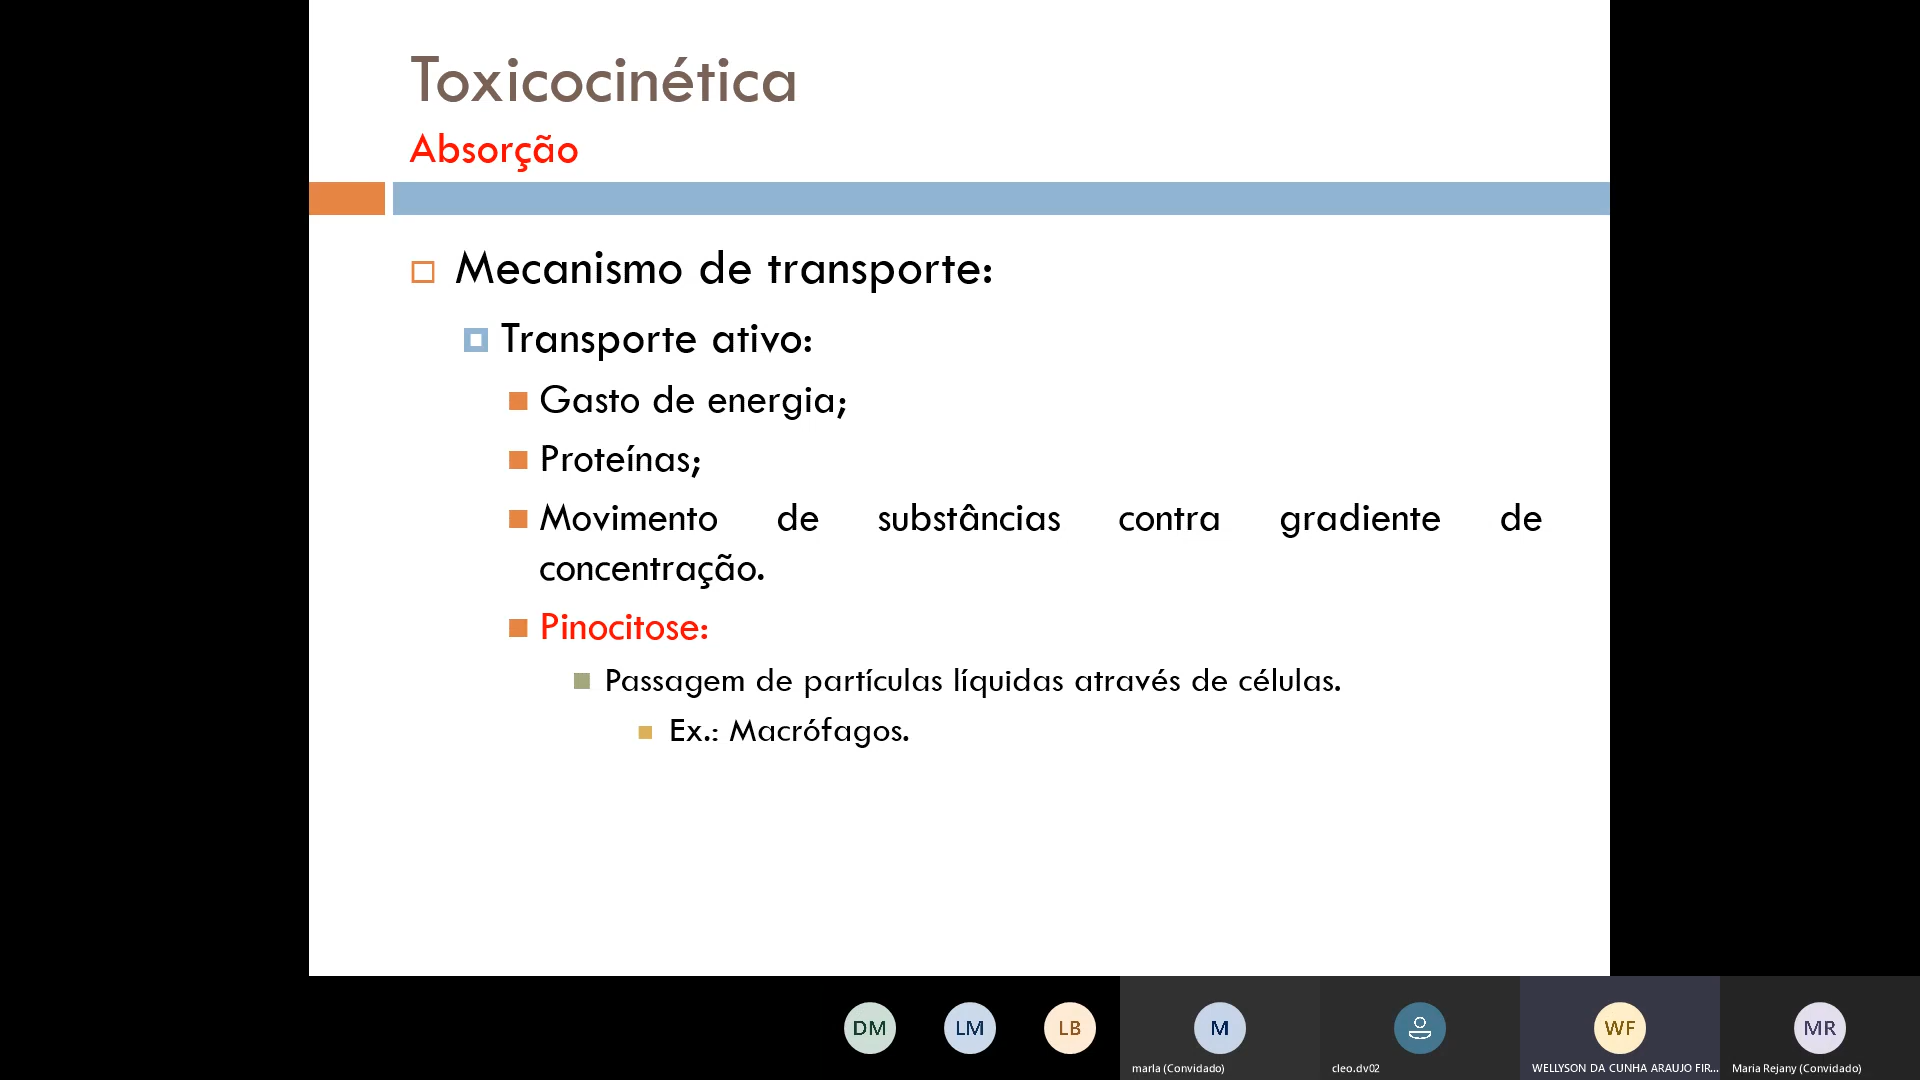 Toxicocinética
Absorção
Mecanismo de transporte:
Transporte ativo:
Gasto de energia;
Proteínas;
Movimento de substâncias contra gradiente de
concentração.
Pinocitose:
Passagem de partículas líquidas através de células.
Ex.: Macrófagos.
DM LM LB M WF MR
marla (Convidado) cleo.dv02 WELLYSON DA CUNHA ARAUJO FIR... Maria Rejany (Convidado)